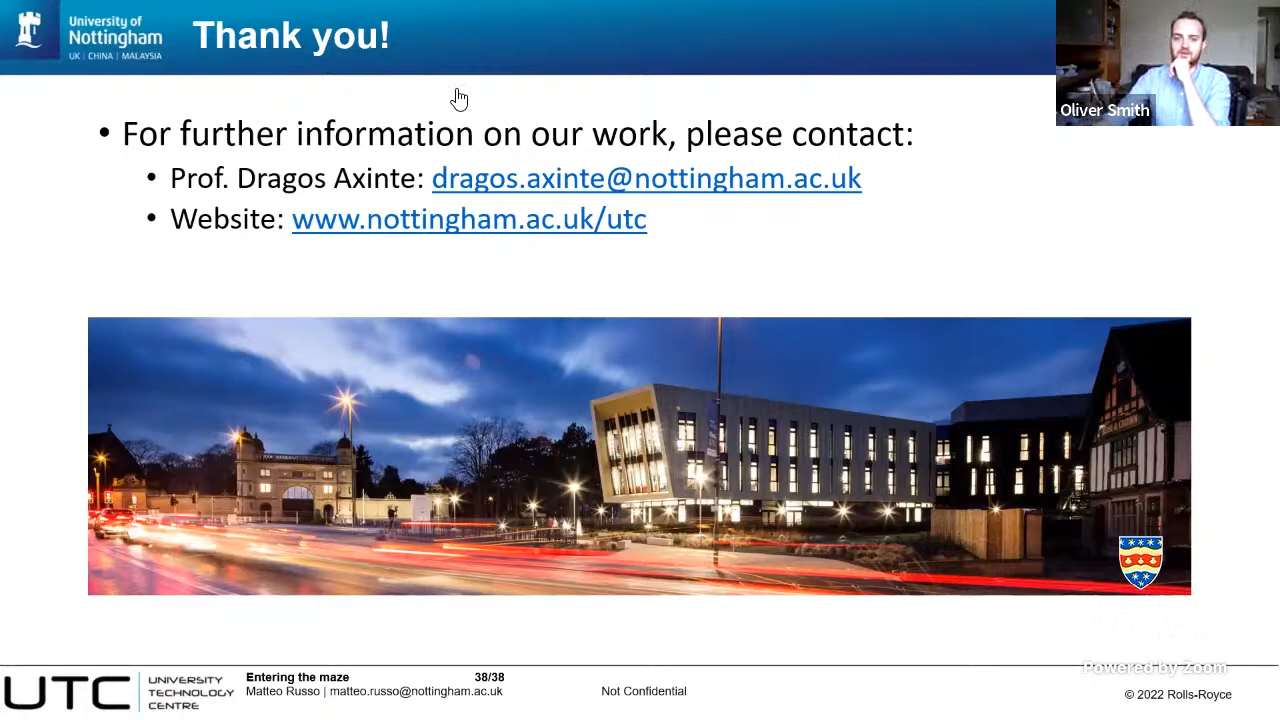 University of
Nottingham
UK | CHINA | MALAYSIA
Thank you!
Oliver Smith
• For further information on our work, please contact:
• Prof. Dragos Axinte: dragos.axinte@nottingham.ac.uk
• Website: www.nottingham.ac.uk/utc
Powered by Zoom
UTC
UNIVERSITY
TECHNOLOGY
CENTRE
Entering the maze 38/38
Matteo Russo | matteo.russo@nottingham.ac.uk
Not Confidential
© 2022 Rolls-Royce